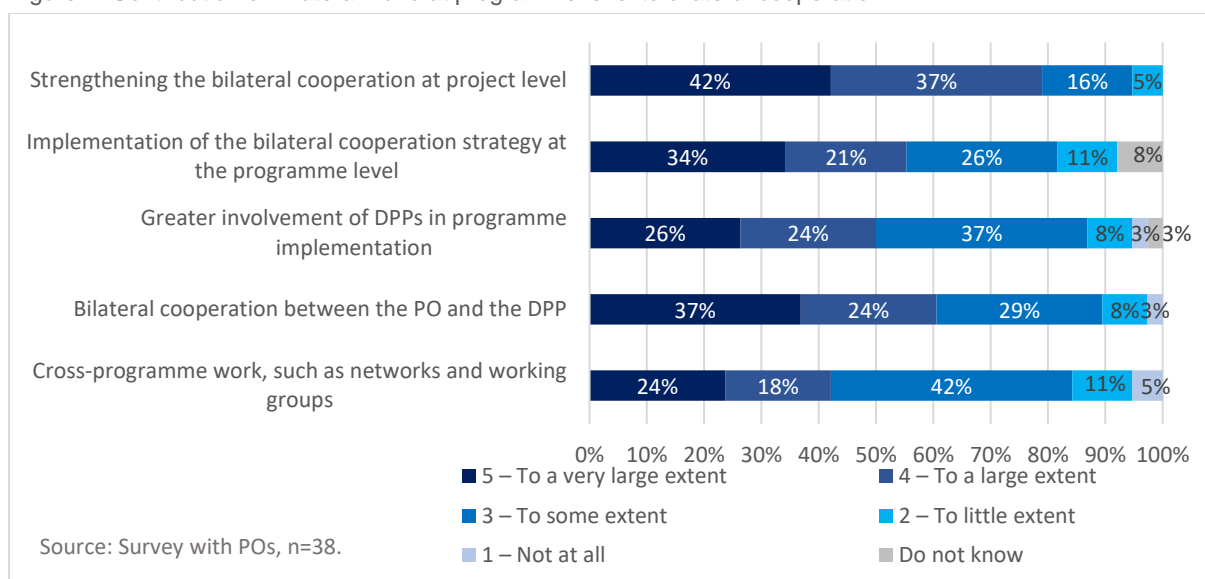 Strengthening the bilateral cooperation at project level
42% 37% 16% 5%
Implementation of the bilateral cooperation strategy at
the programme level
34% 21% 26% 11% 8%
Greater involvement of DPPs in programme
implementation
26% 24% 37% 8% 3% 3%
Bilateral cooperation between the PO and the DPP
37% 24% 29% 8% 3%
Cross-programme work, such as networks and working
groups
24% 18% 42% 11% 5%
0% 10% 20% 30% 40% 50% 60% 70% 80% 90% 100%
5 – To a very large extent
4 – To a large extent
3 – To some extent
2 – To little extent
1 – Not at all
Do not know
Source: Survey with POs, n=38.